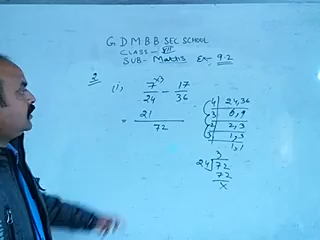 G D M B B SEC SCHOOL
CLASS - VII
SUB- Maths Ex- 9.2
2 (i) 7×3/24 - 17/36
= 21/72
4 | 24,36
3 | 6,9
2 | 2,3
3 | 1,3
1,1
3
24)72
72
x